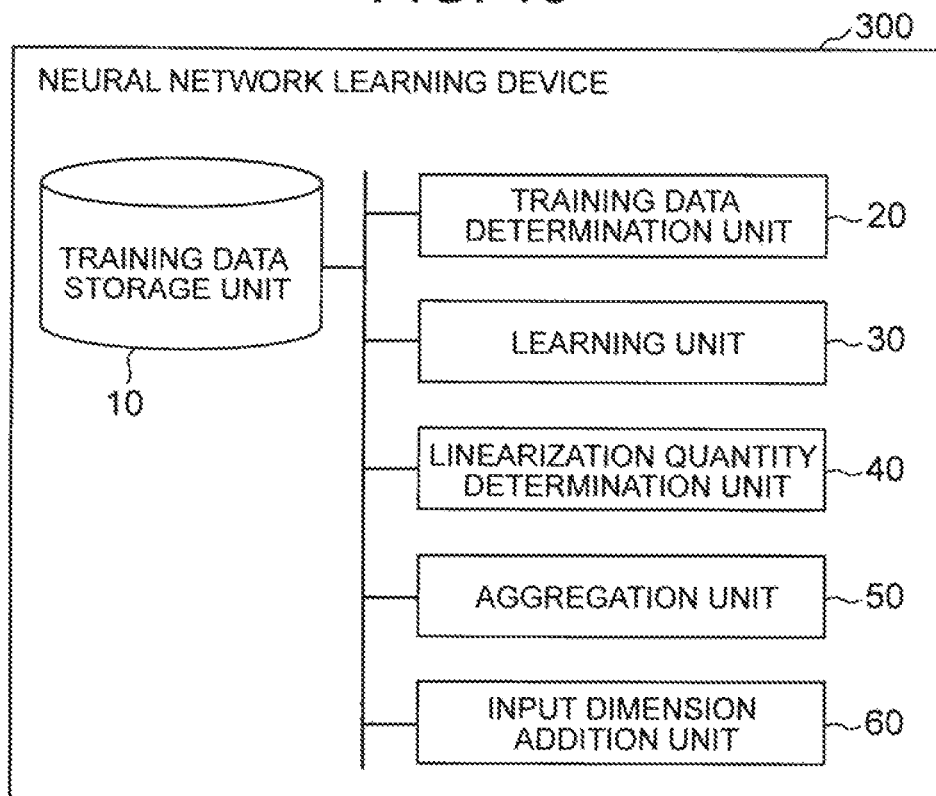 300
NEURAL NETWORK LEARNING DEVICE
TRAINING DATA
STORAGE UNIT
10
TRAINING DATA
DETERMINATION UNIT
20
LEARNING UNIT
30
LINEARIZATION QUANTITY
DETERMINATION UNIT
40
AGGREGATION UNIT
50
INPUT DIMENSION
ADDITION UNIT
60